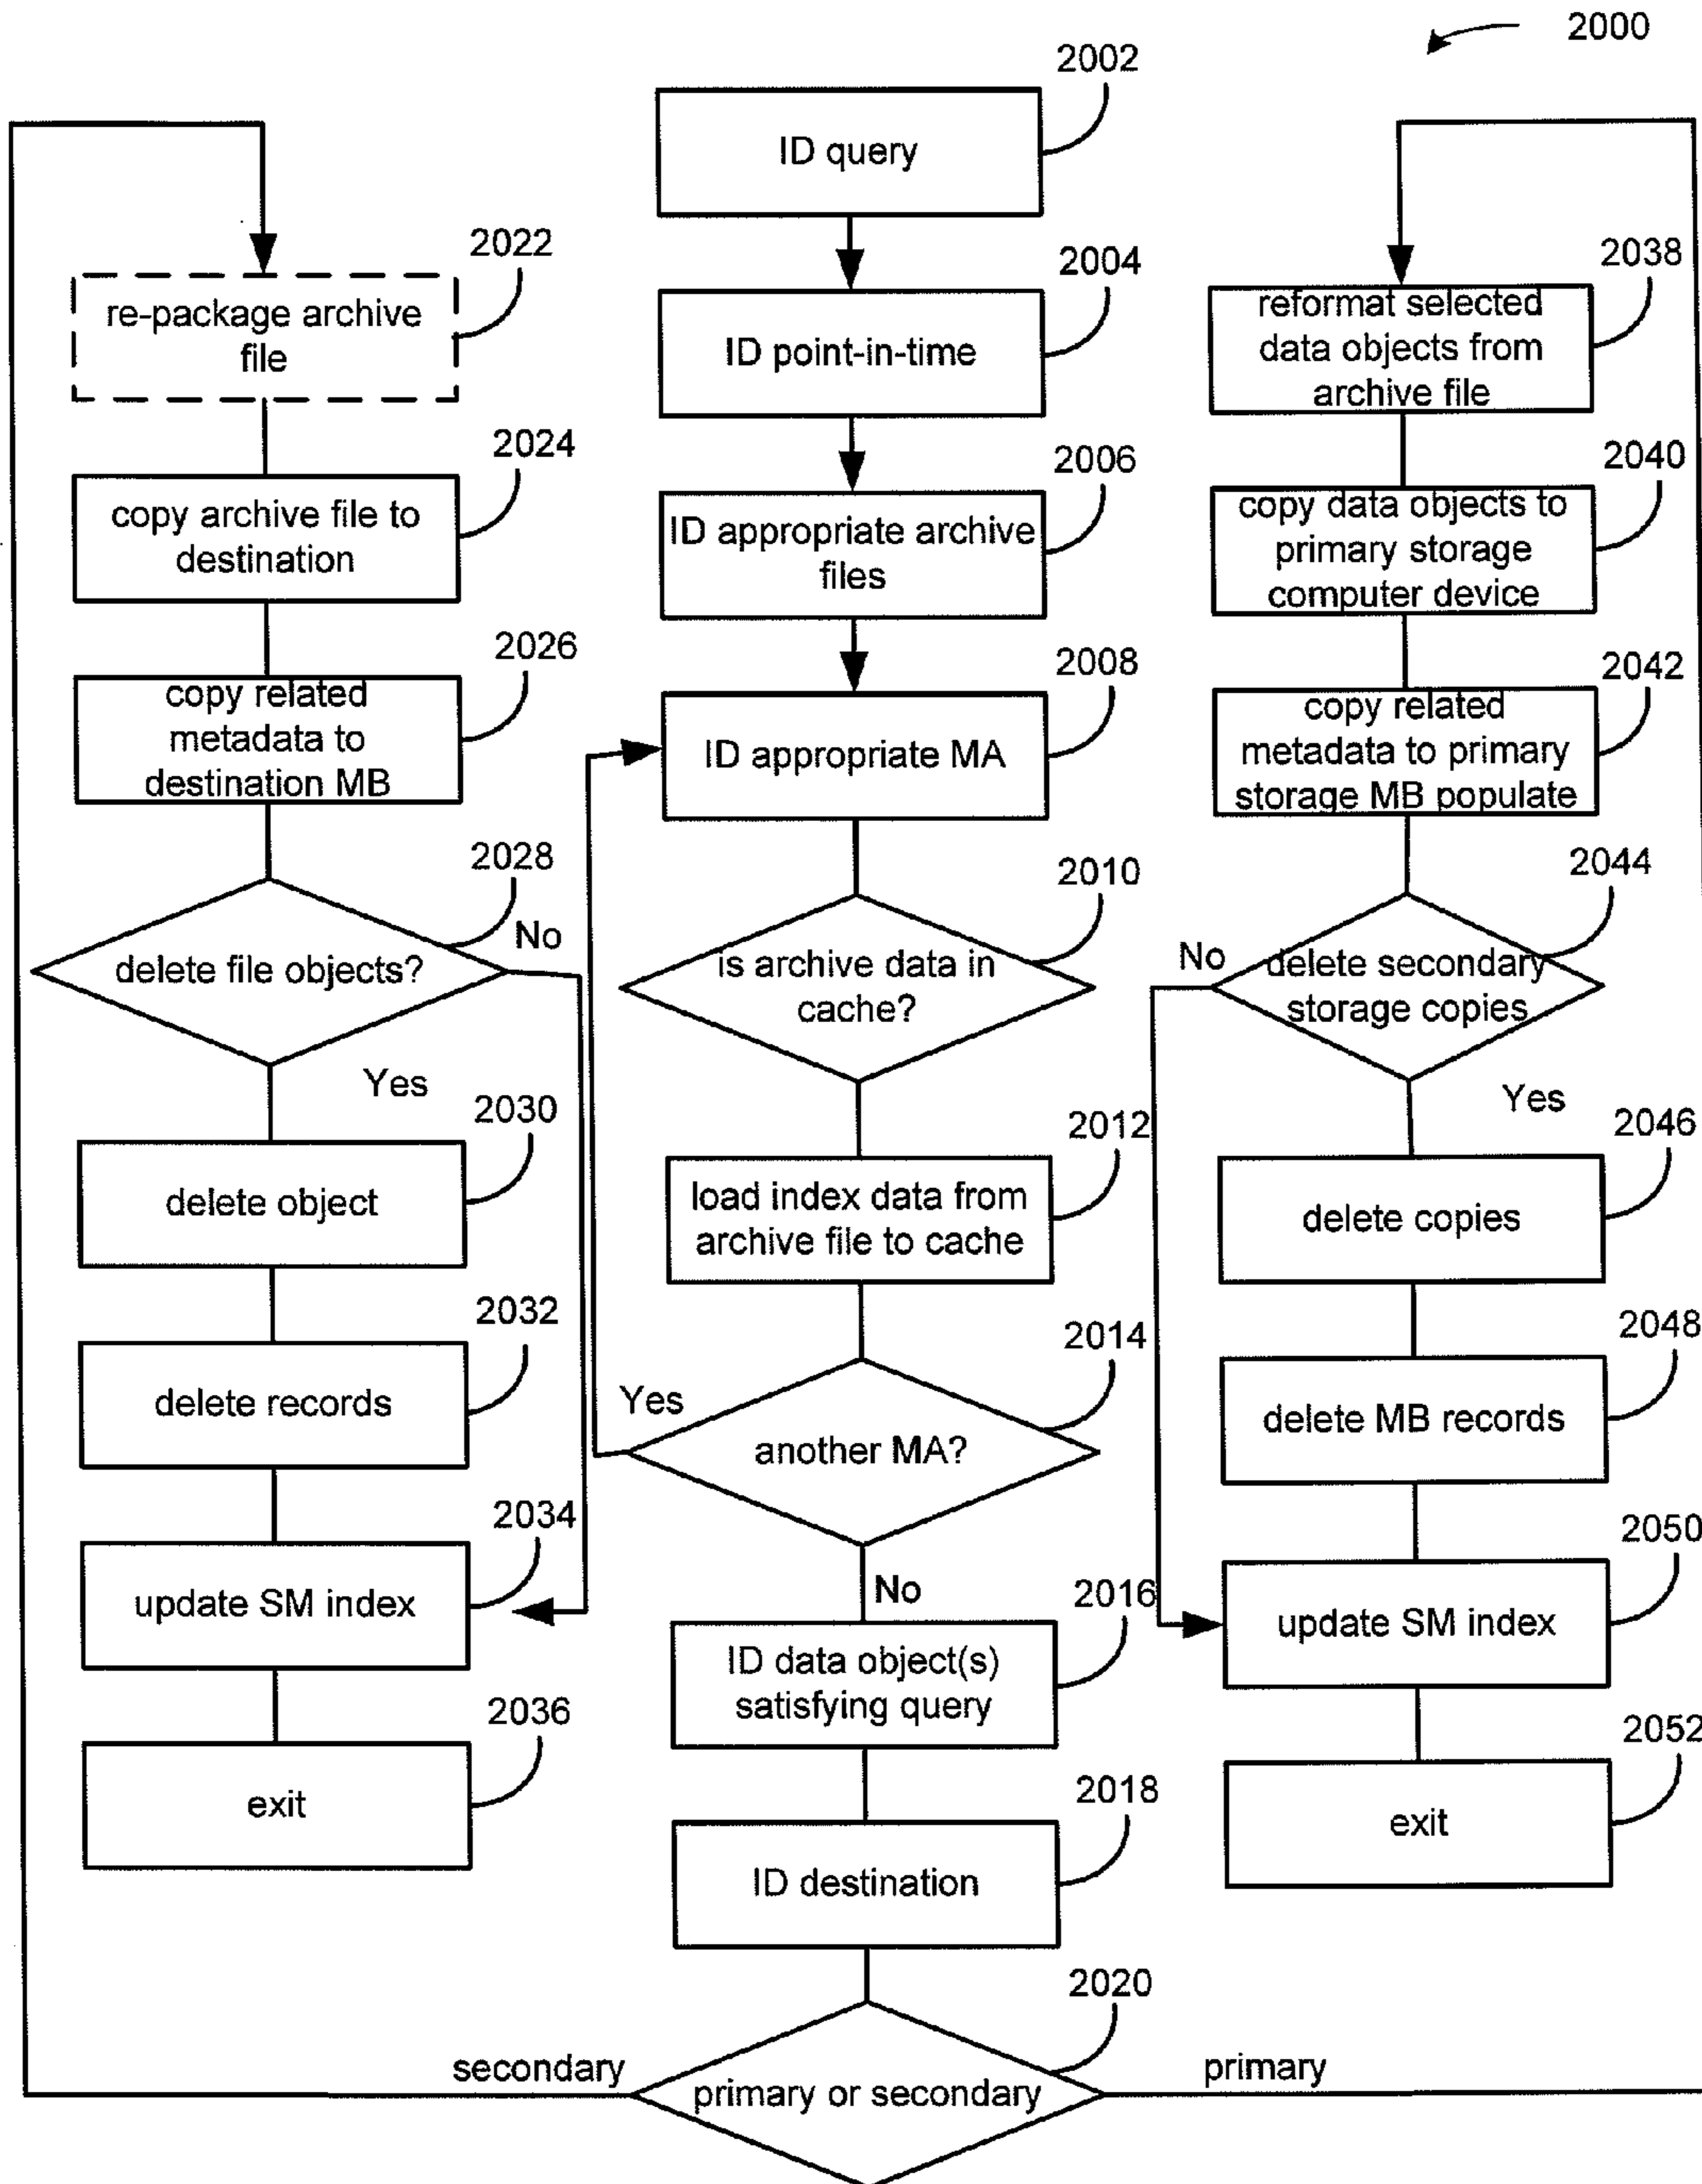 2000
2002
ID query
2004
ID point-in-time
2006
ID appropriate archive
files
2008
ID appropriate MA
2010
is archive data in
cache?
2012
load index data from
archive file to cache
2014
another MA?
Yes
No
2016
ID data object(s)
satisfying query
2018
ID destination
2020
primary or secondary
secondary
primary
2022
re-package archive
file
2024
copy archive file to
destination
2026
copy related
metadata to
destination MB
2028
delete file objects?
No
Yes
2030
delete object
2032
delete records
2034
update SM index
2036
exit
2038
reformat selected
data objects from
archive file
2040
copy data objects to
primary storage
computer device
2042
copy related
metadata to primary
storage MB populate
2044
delete secondary
storage copies
No
Yes
2046
delete copies
2048
delete MB records
2050
update SM index
2052
exit